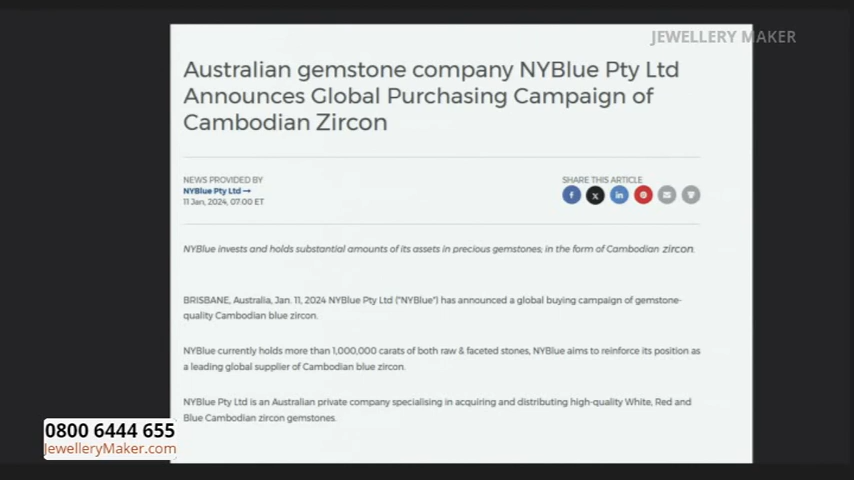 JEWELLERY MAKER
Australian gemstone company NYBlue Pty Ltd
Announces Global Purchasing Campaign of
Cambodian Zircon
NEWS PROVIDED BY
NYBlue Pty Ltd →
11 Jan, 2024, 07:00 ET
SHARE THIS ARTICLE
NYBlue invests and holds substantial amounts of its assets in precious gemstones; in the form of Cambodian zircon.
BRISBANE, Australia, Jan. 11, 2024 NYBlue Pty Ltd ("NYBlue") has announced a global buying campaign of gemstone-
quality Cambodian blue zircon.
NYBlue currently holds more than 1,000,000 carats of both raw & faceted stones, NYBlue aims to reinforce its position as
a leading global supplier of Cambodian blue zircon.
NYBlue Pty Ltd is an Australian private company specialising in acquiring and distributing high-quality White, Red and
Blue Cambodian zircon gemstones.
0800 6444 655
JewelleryMaker.com